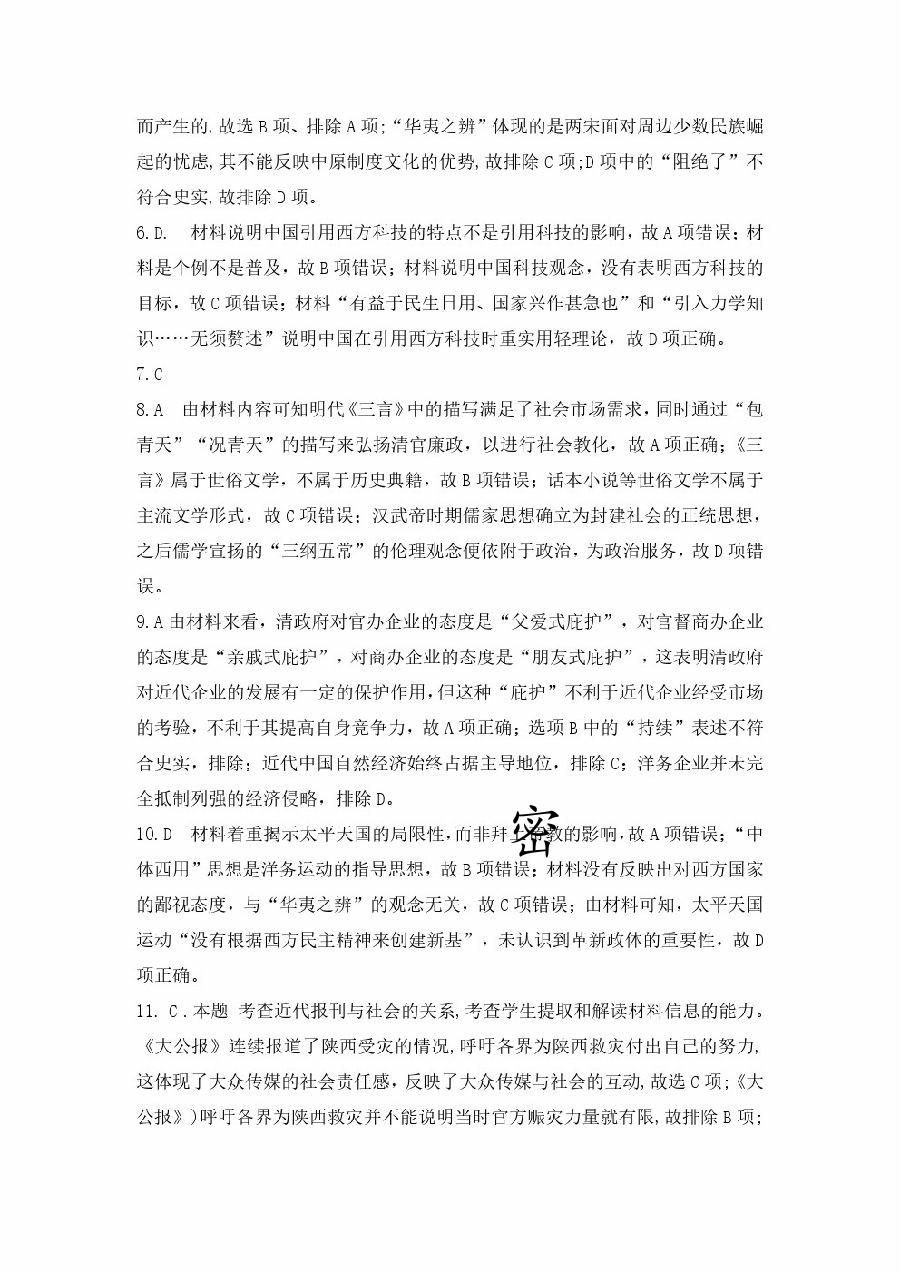 而产生的,故选B项、排除A项;“华夷之辨”体现的是两宋面对周边少数民族崛
起的忧虑,其不能反映中原制度文化的优势,故排除C项;D项中的“阻绝了”不
符合史实,故排除D项。
6.D. 材料说明中国引用西方科技的特点不是引用科技的影响，故A项错误；材
料是个例不是普及，故B项错误；材料说明中国科技观念，没有表明西方科技的
目标，故C项错误；材料“有益于民生日用、国家兴作甚急也”和“引入力学知
识……无须赘述”说明中国在引用西方科技时重实用轻理论，故D项正确。
7.C
8.A 由材料内容可知明代《三言》中的描写满足了社会市场需求,同时通过“包
青天”“况青天”的描写来弘扬清官廉政，以进行社会教化，故A项正确；《三
言》属于世俗文学，不属于历史典籍，故B项错误；话本小说等世俗文学不属于
主流文学形式，故C项错误；汉武帝时期儒家思想确立为封建社会的正统思想，
之后儒学宣扬的“三纲五常”的伦理观念便依附于政治，为政治服务，故D项错
误。
9.A由材料来看，清政府对官办企业的态度是“父爱式庇护”，对官督商办企业
的态度是“亲戚式庇护”，对商办企业的态度是“朋友式庇护”，这表明清政府
对近代企业的发展有一定的保护作用,但这种“庇护”不利于近代企业经受市场
的考验，不利于其提高自身竞争力，故A项正确；选项B中的“持续”表述不符
合史实，排除；近代中国自然经济始终占据主导地位，排除C；洋务企业并未完
全抵制列强的经济侵略，排除D。
10.D 材料着重揭示太平天国的局限性,而非拜上帝教的影响,故A项错误；“中
密
体西用”思想是洋务运动的指导思想，故B项错误；材料没有反映出对西方国家
的鄙视态度，与“华夷之辨”的观念无关，故C项错误；由材料可知，太平天国
运动“没有根据西方民主精神来创建新基”，未认识到革新政体的重要性，故D
项正确。
11. C.本题 考查近代报刊与社会的关系,考查学生提取和解读材料信息的能力。
《大公报》连续报道了陕西受灾的情况,呼吁各界为陕西救灾付出自己的努力,
这体现了大众传媒的社会责任感，反映了大众传媒与社会的互动,故选C项;《大
公报》)呼吁各界为陕西救灾并不能说明当时官方赈灾力量就有限,故排除B项;